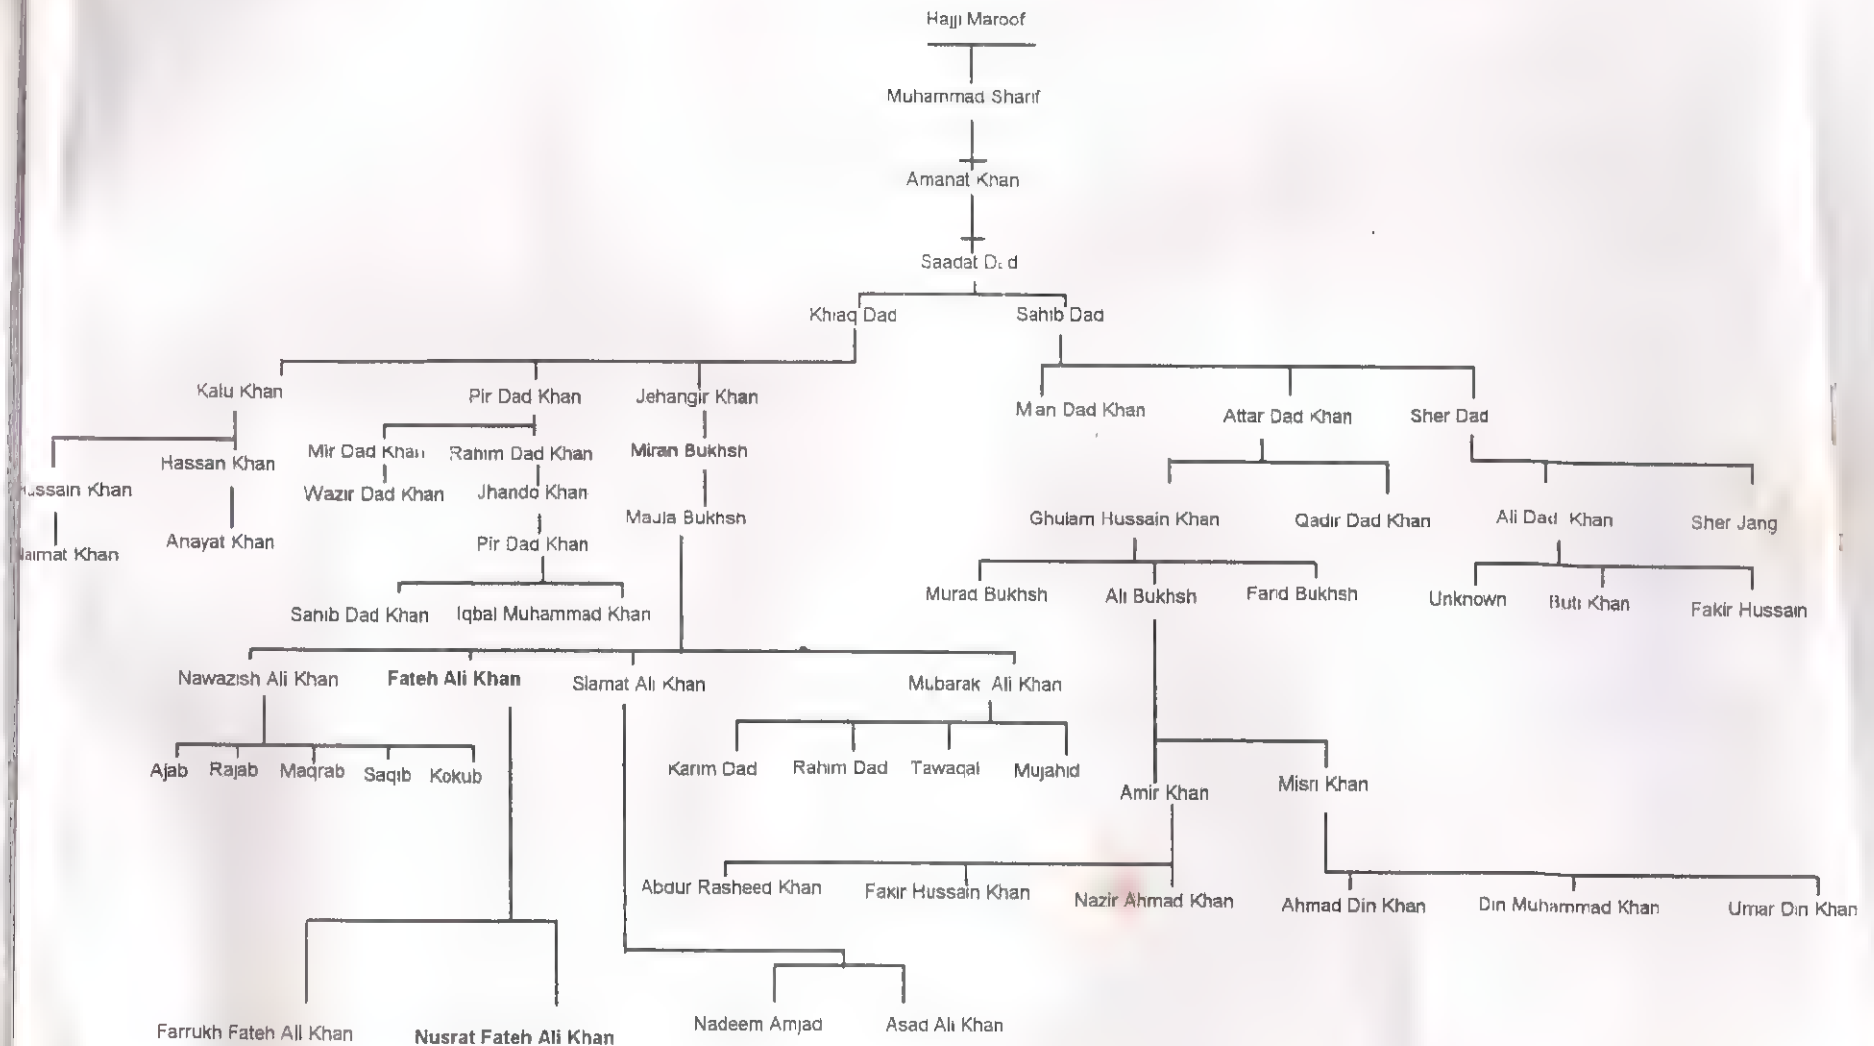 Hajji Maroof
Muhammad Sharif
Amanat Khan
Saadat Dad
Khiaq Dad
Sahib Dad
Kalu Khan
Pir Dad Khan
Jehangir Khan
Mian Dad Khan
Attar Dad Khan
Sher Dad
Mir Dad Khan
Rahim Dad Khan
Miran Bukhsh
Hassan Khan
Hussain Khan
Wazir Dad Khan
Jhando Khan
Maula Bukhsh
Ghulam Hussain Khan
Qadir Dad Khan
Ali Dad Khan
Sher Jang
Anayat Khan
Naimat Khan
Pir Dad Khan
Murad Bukhsh
Ali Bukhsh
Farid Bukhsh
Unknown
Buti Khan
Fakir Hussain
Sahib Dad Khan
Iqbal Muhammad Khan
Nawazish Ali Khan
Fateh Ali Khan
Slamat Ali Khan
Mubarak Ali Khan
Ajab
Rajab
Maqrab
Saqib
Kokub
Karim Dad
Rahim Dad
Tawaqal
Mujahid
Amir Khan
Misri Khan
Abdur Rasheed Khan
Fakir Hussain Khan
Nazir Ahmad Khan
Ahmad Din Khan
Din Muhammad Khan
Umar Din Khan
Farrukh Fateh Ali Khan
Nusrat Fateh Ali Khan
Nadeem Amjad
Asad Ali Khan